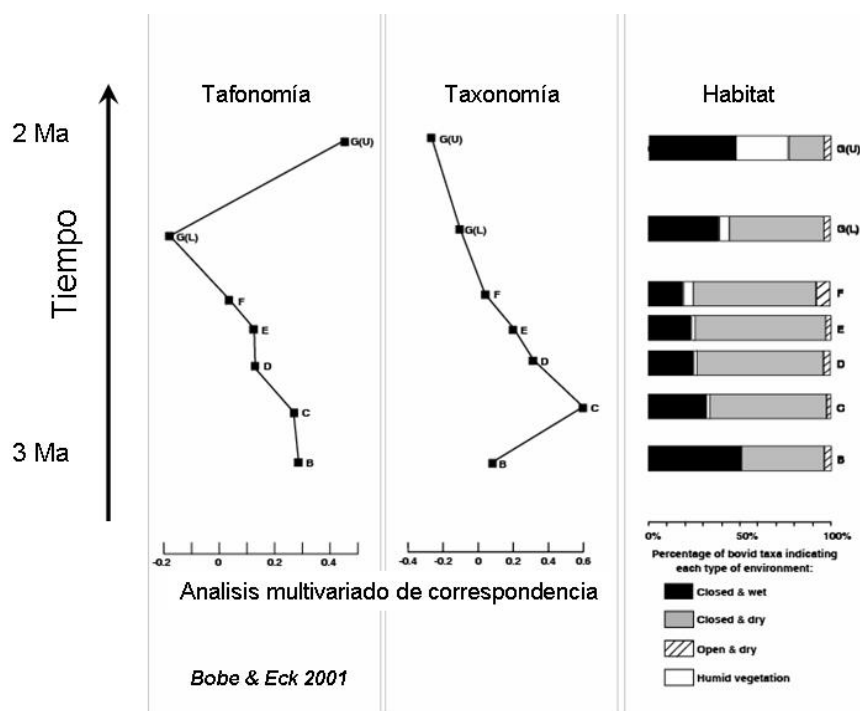 Tafonomía
Taxonomía
Habitat
2 Ma
3 Ma
Tiempo
G(U)
G(L)
F
E
D
C
B
G(U)
G(L)
F
E
D
C
B
G(U)
G(L)
F
E
D
C
B
-0.2 0 0.2 0.4
-0.4 -0.2 0 0.2 0.4 0.6
0% 50% 100%
Analisis multivariado de correspondencia
Percentage of bovid taxa indicating
each type of environment:
Closed & wet
Closed & dry
Open & dry
Humid vegetation
Bobe & Eck 2001